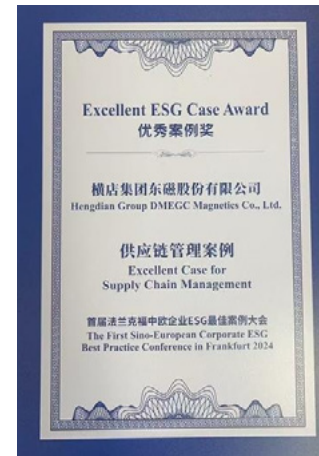 Excellent ESG Case Award
优秀案例奖
横店集团东磁股份有限公司
Hengdian Group DMEGC Magnetics Co., Ltd.
供应链管理案例
Excellent Case for
Supply Chain Management
首届法兰克福中欧企业ESG最佳案例大会
The First Sino-European Corporate ESG
Best Practice Conference in Frankfurt 2024